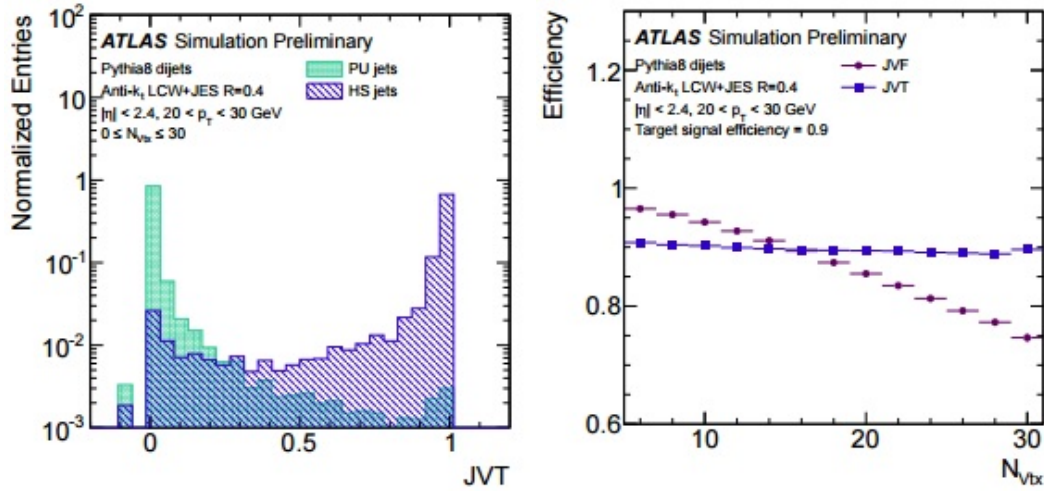 ATLAS Simulation Preliminary
Pythia8 dijets
PU jets
Anti-kt LCW+JES R=0.4
HS jets
|η| < 2.4, 20 < pT < 30 GeV
0 ≤ NVtx ≤ 30
Normalized Entries
10²
10
1
10⁻¹
10⁻²
10⁻³
0
0.5
1
JVT
ATLAS Simulation Preliminary
Pythia8 dijets
JVF
Anti-kt LCW+JES R=0.4
JVT
|η| < 2.4, 20 < pT < 30 GeV
Target signal efficiency = 0.9
Efficiency
1.2
1
0.8
0.6
10
20
30
NVtx